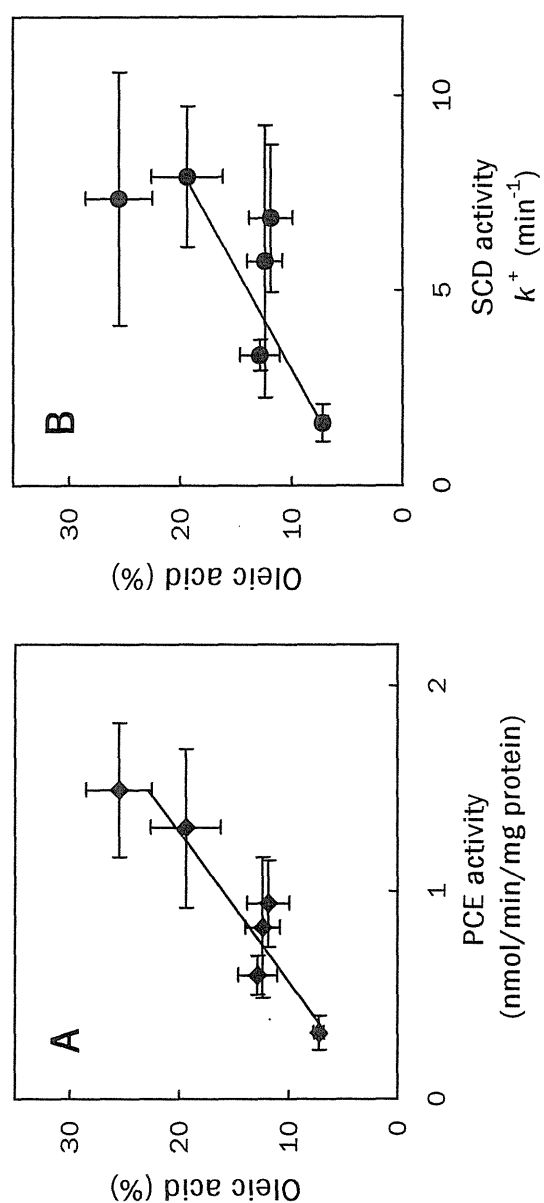 A
Oleic acid (%)
30
20
10
0
0
1
2
PCE activity
(nmol/min/mg protein)
B
Oleic acid (%)
30
20
10
0
0
5
10
SCD activity
k⁺ (min⁻¹)